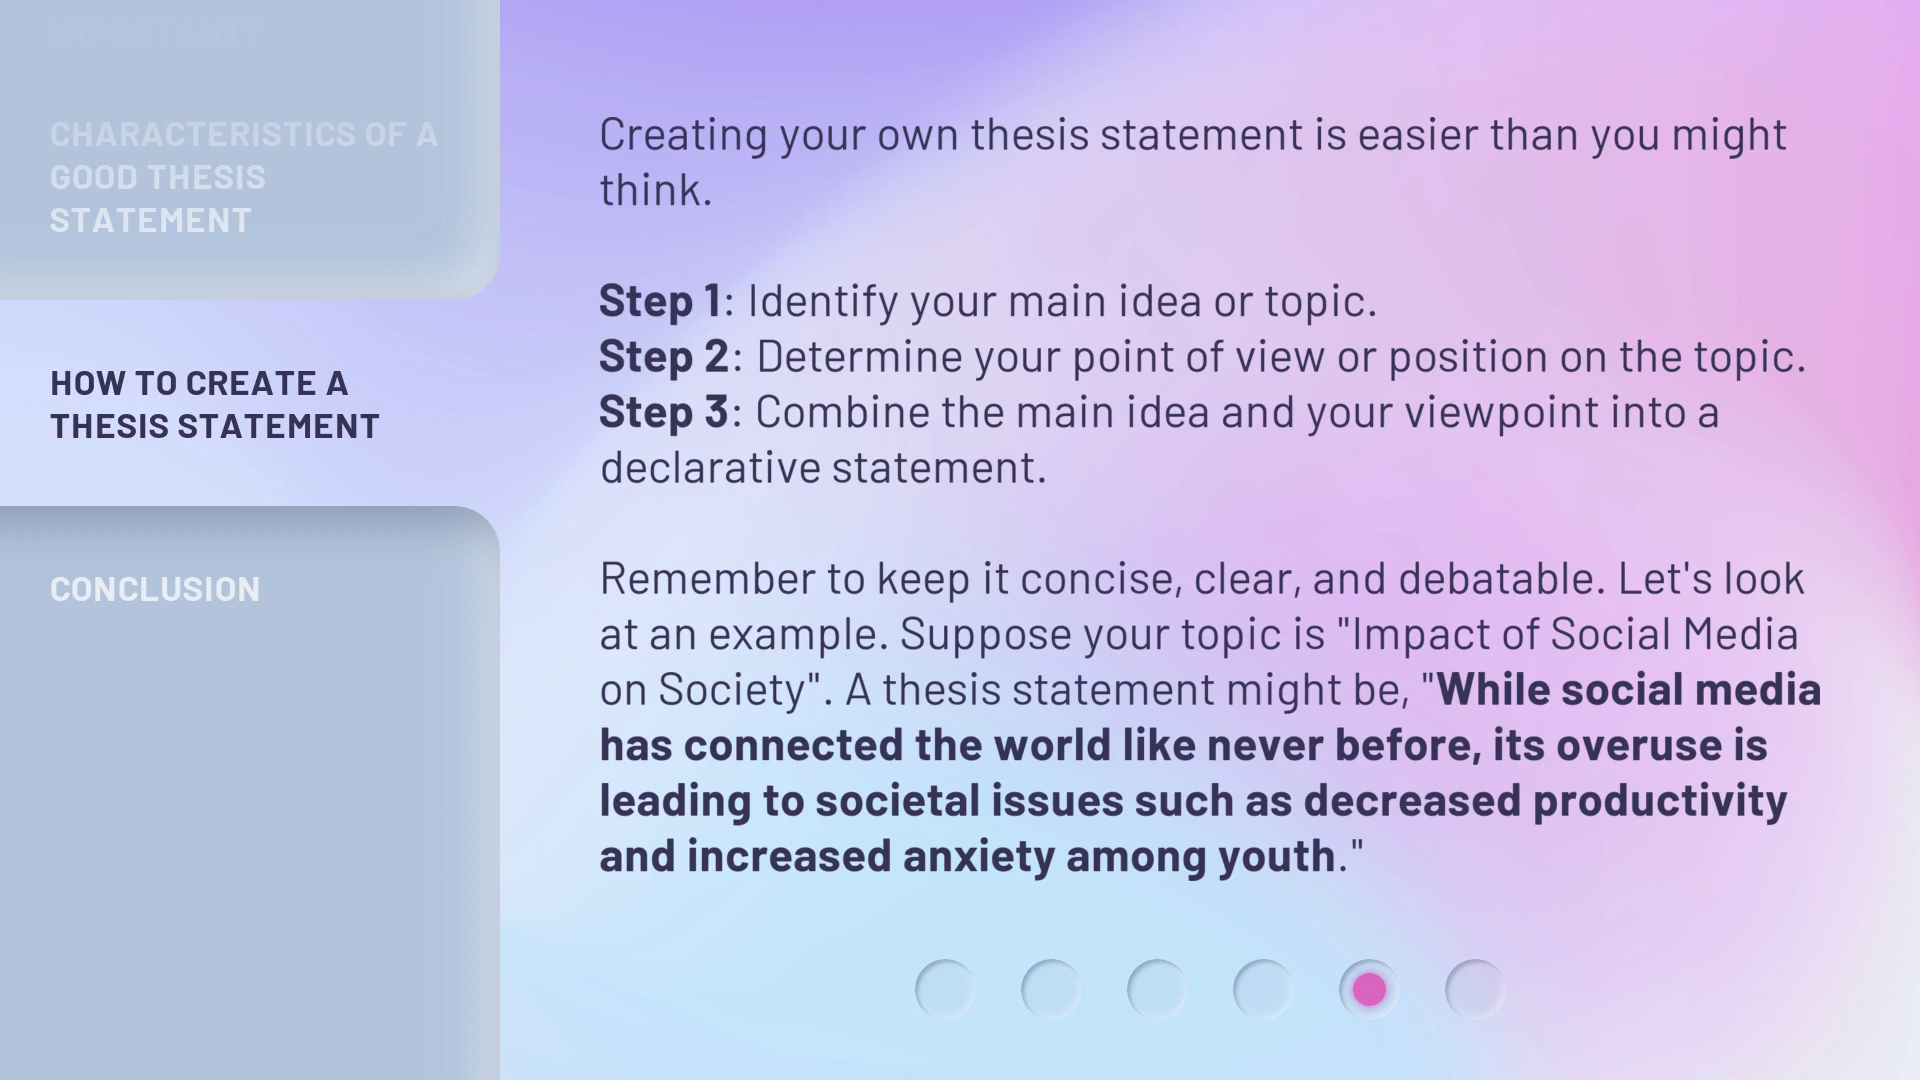 IMPORTANT?
CHARACTERISTICS OF A
GOOD THESIS
STATEMENT
HOW TO CREATE A
THESIS STATEMENT
CONCLUSION
Creating your own thesis statement is easier than you might
think.
Step 1: Identify your main idea or topic.
Step 2: Determine your point of view or position on the topic.
Step 3: Combine the main idea and your viewpoint into a
declarative statement.
Remember to keep it concise, clear, and debatable. Let's look
at an example. Suppose your topic is "Impact of Social Media
on Society". A thesis statement might be, "While social media
has connected the world like never before, its overuse is
leading to societal issues such as decreased productivity
and increased anxiety among youth."